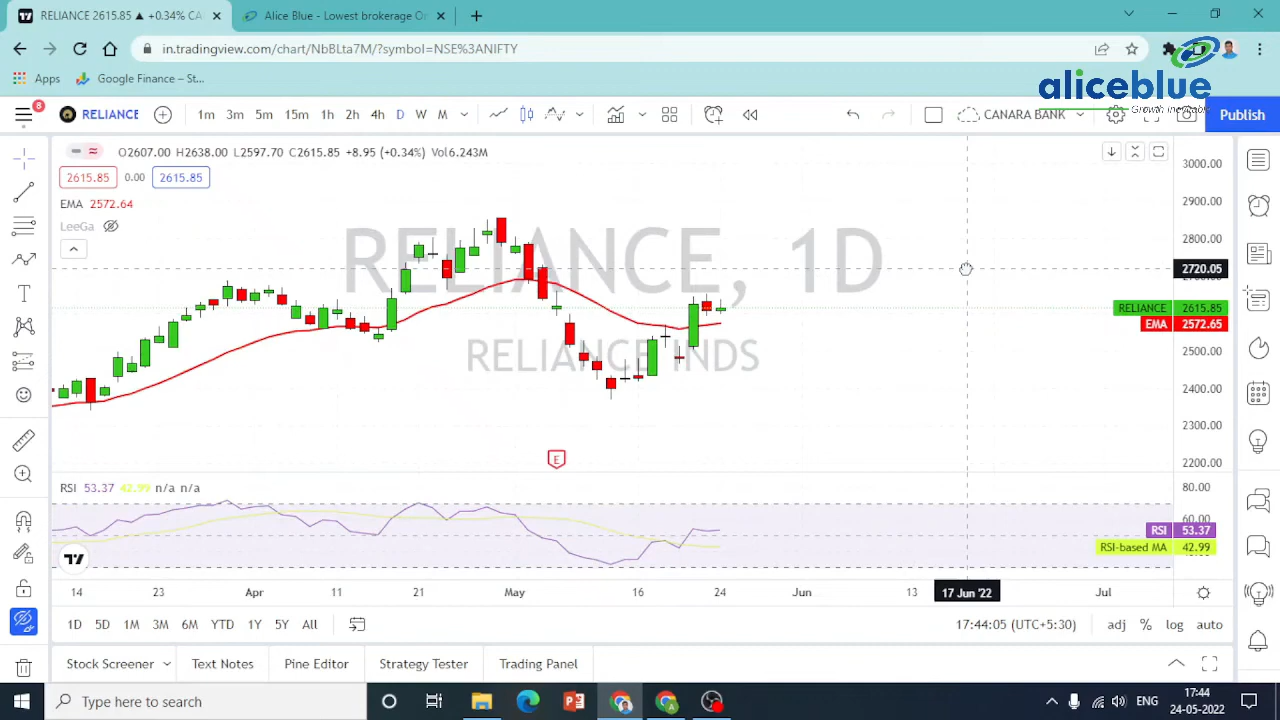 RELIANCE 2615.85 ▲ +0.34% CA
Alice Blue - Lowest brokerage On
in.tradingview.com/chart/NbBLta7M/?symbol=NSE%3ANIFTY
Apps
Google Finance – St...
aliceblue
8
RELIANCE
1m 3m 5m 15m 1h 2h 4h D W M
CANARA BANK
Publish
O2607.00 H2638.00 L2597.70 C2615.85 +8.95 (+0.34%) Vol6.243M
2615.85 0.00 2615.85
EMA 2572.64
LeeGa
RELIANCE, 1D
RELIANCE INDS
3000.00
2900.00
2800.00
2720.05
RELIANCE 2615.85
EMA 2572.65
2500.00
2400.00
2300.00
2200.00
E
RSI 53.37 42.99 n/a n/a
80.00
60.00
RSI 53.37
RSI-based MA 42.99
14 23 Apr 11 21 May 16 24 Jun 13 17 Jun '22 Jul
1D 5D 1M 3M 6M YTD 1Y 5Y All
17:44:05 (UTC+5:30) adj % log auto
Stock Screener Text Notes Pine Editor Strategy Tester Trading Panel
Type here to search
ENG
17:44
24-05-2022